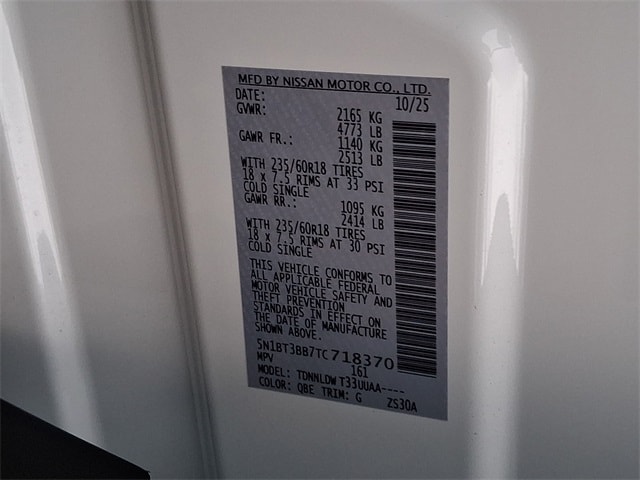 MFD BY NISSAN MOTOR CO., LTD.
DATE: 10/25
GVWR: 2165 KG
4773 LB
GAWR FR.: 1140 KG
2513 LB
WITH 235/60R18 TIRES
18 x 7.5 RIMS AT 33 PSI
COLD SINGLE
GAWR RR.: 1095 KG
2414 LB
WITH 235/60R18 TIRES
18 x 7.5 RIMS AT 30 PSI
COLD SINGLE
THIS VEHICLE CONFORMS TO
ALL APPLICABLE FEDERAL
MOTOR VEHICLE SAFETY AND
THEFT PREVENTION
STANDARDS IN EFFECT ON
THE DATE OF MANUFACTURE
SHOWN ABOVE.
5N1BT3BB7TC718370
MPV 161
MODEL: TDNNLDW T33UUAA----
COLOR: QBE TRIM: G ZS30A